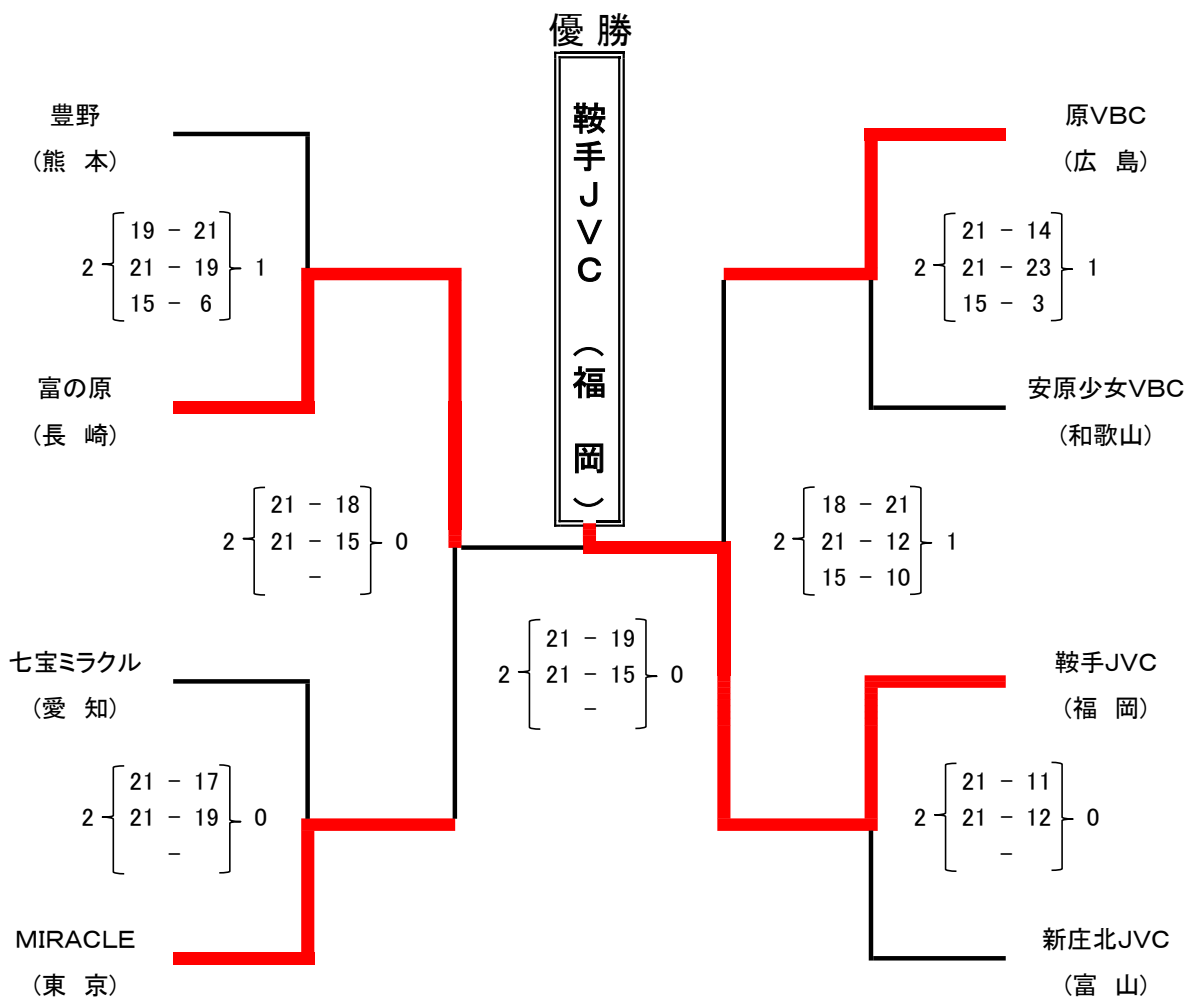 優 勝
鞍手JVC （福 岡）
豊野
（熊 本）
19 － 21
2 21 － 19 1
15 － 6
富の原
（長 崎）
21 － 18
2 21 － 15 0
－
七宝ミラクル
（愛 知）
21 － 17
2 21 － 19 0
－
MIRACLE
（東 京）
21 － 19
2 21 － 15 0
－
原VBC
（広 島）
21 － 14
2 21 － 23 1
15 － 3
安原少女VBC
（和歌山）
18 － 21
2 21 － 12 1
15 － 10
鞍手JVC
（福 岡）
21 － 11
2 21 － 12 0
－
新庄北JVC
（富 山）